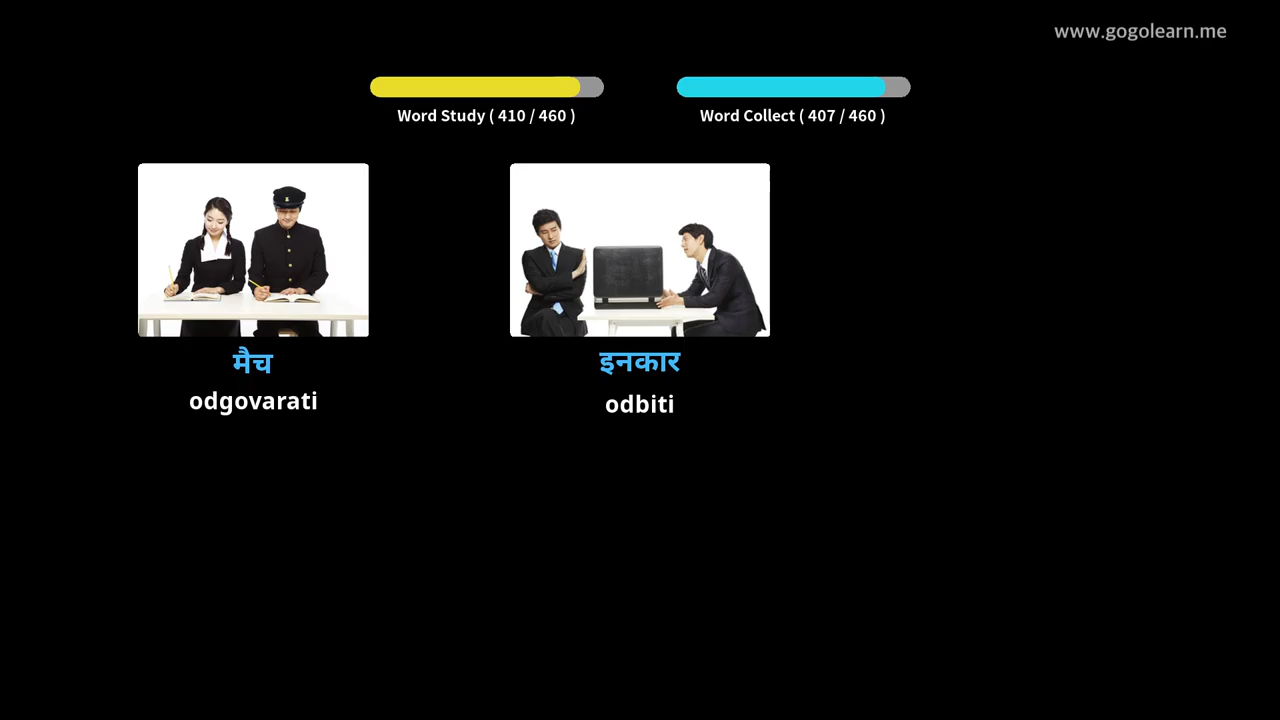 www.gogolearn.me
Word Study ( 410 / 460 )
Word Collect ( 407 / 460 )
मैच
odgovarati
इनकार
odbiti